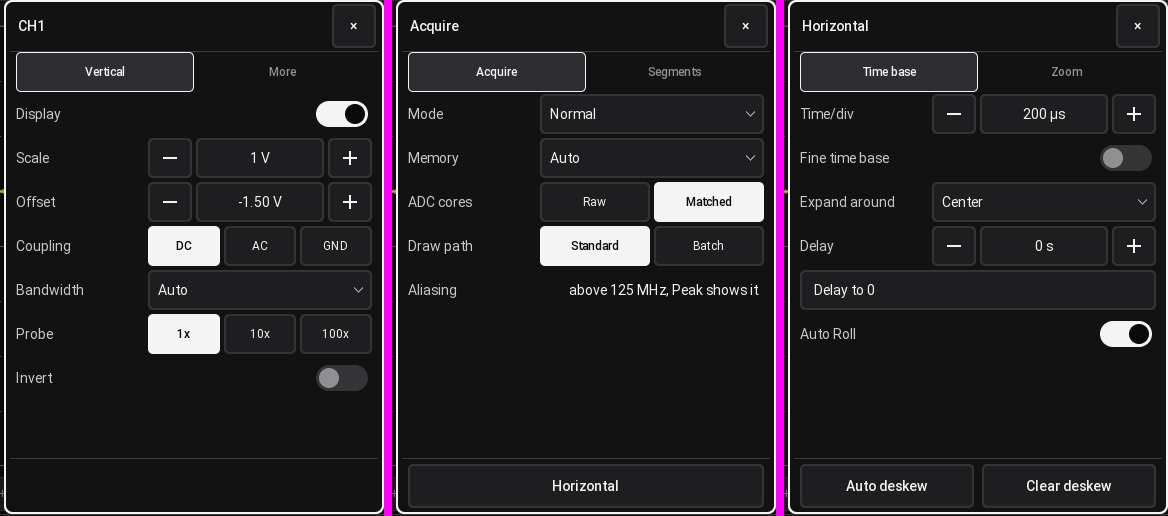 CH1 ×
Vertical More
Display
Scale 1 V
Offset -1.50 V
Coupling DC AC GND
Bandwidth Auto
Probe 1x 10x 100x
Invert
Acquire ×
Acquire Segments
Mode Normal
Memory Auto
ADC cores Raw Matched
Draw path Standard Batch
Aliasing above 125 MHz, Peak shows it
Horizontal
Horizontal ×
Time base Zoom
Time/div 200 µs
Fine time base
Expand around Center
Delay 0 s
Delay to 0
Auto Roll
Auto deskew Clear deskew